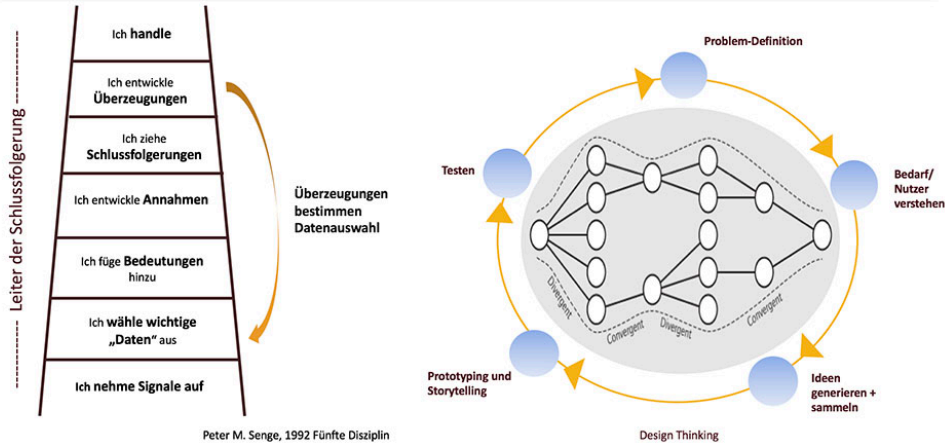 Leiter der Schlussfolgerung
Ich handle
Ich entwickle
Überzeugungen
Ich ziehe
Schlussfolgerungen
Ich entwickle Annahmen
Ich füge Bedeutungen
hinzu
Ich wähle wichtige
„Daten“ aus
Ich nehme Signale auf
Überzeugungen
bestimmen
Datenauswahl
Peter M. Senge, 1992 Fünfte Disziplin
Problem-Definition
Bedarf/
Nutzer
verstehen
Ideen
generieren +
sammeln
Prototyping und
Storytelling
Testen
Divergent
Convergent
Divergent
Convergent
Design Thinking